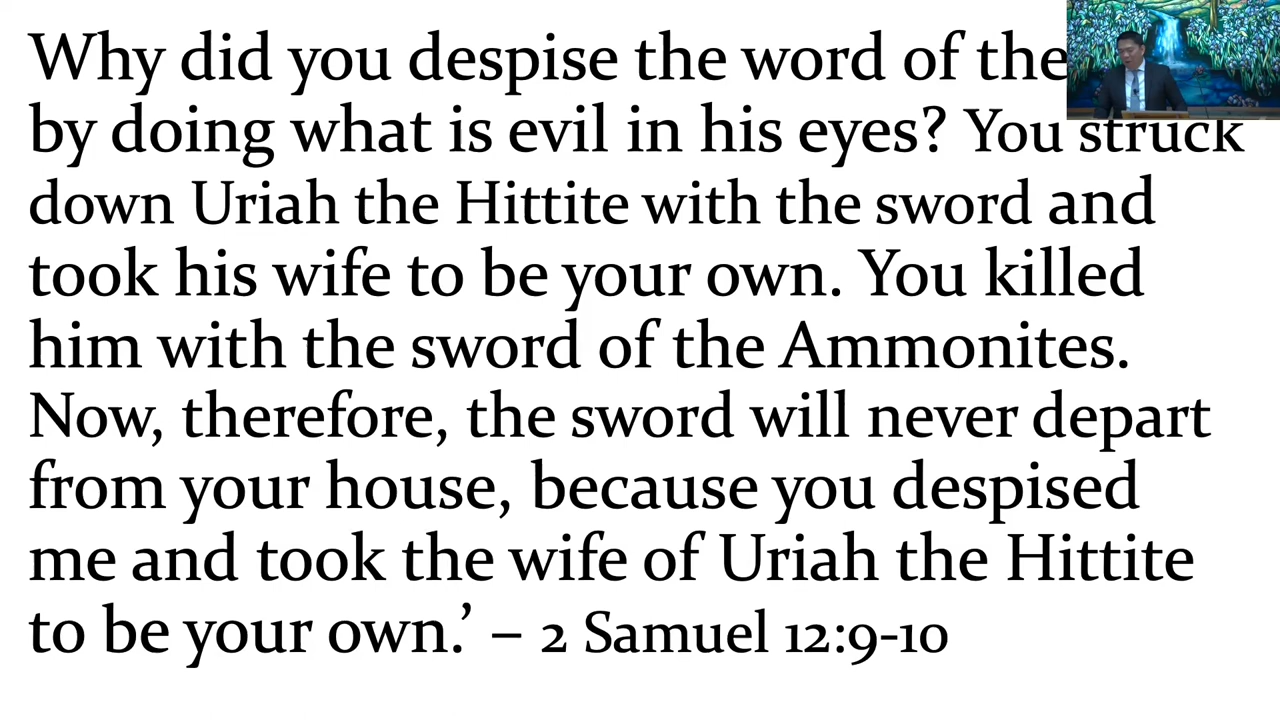 Why did you despise the word of the
by doing what is evil in his eyes? You struck
down Uriah the Hittite with the sword and
took his wife to be your own. You killed
him with the sword of the Ammonites.
Now, therefore, the sword will never depart
from your house, because you despised
me and took the wife of Uriah the Hittite
to be your own.’ – 2 Samuel 12:9-10